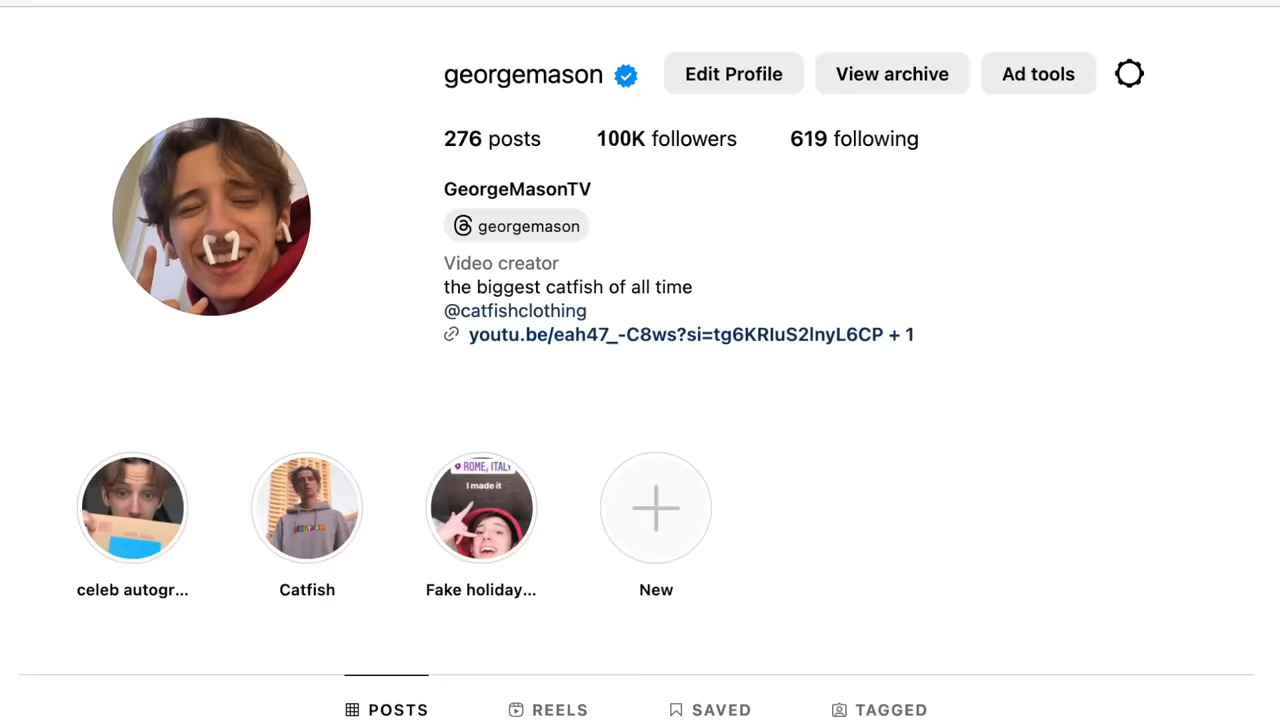 georgemason
Edit Profile
View archive
Ad tools
276 posts
100K followers
619 following
GeorgeMasonTV
georgemason
Video creator
the biggest catfish of all time
@catfishclothing
youtu.be/eah47_-C8ws?si=tg6KRIuS2lnyL6CP + 1
ROME, ITALY
I made it
celeb autogr...
Catfish
Fake holiday...
New
POSTS
REELS
SAVED
TAGGED